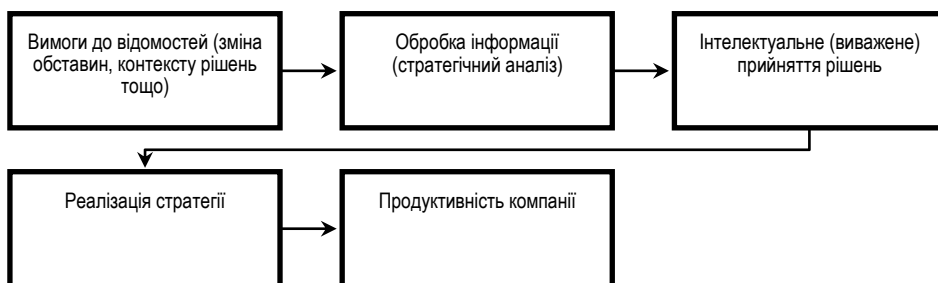 Вимоги до відомостей (зміна
обставин, контексту рішень
тощо)
Обробка інформації
(стратегічний аналіз)
Інтелектуальне (виважене)
прийняття рішень
Реалізація стратегії
Продуктивність компанії